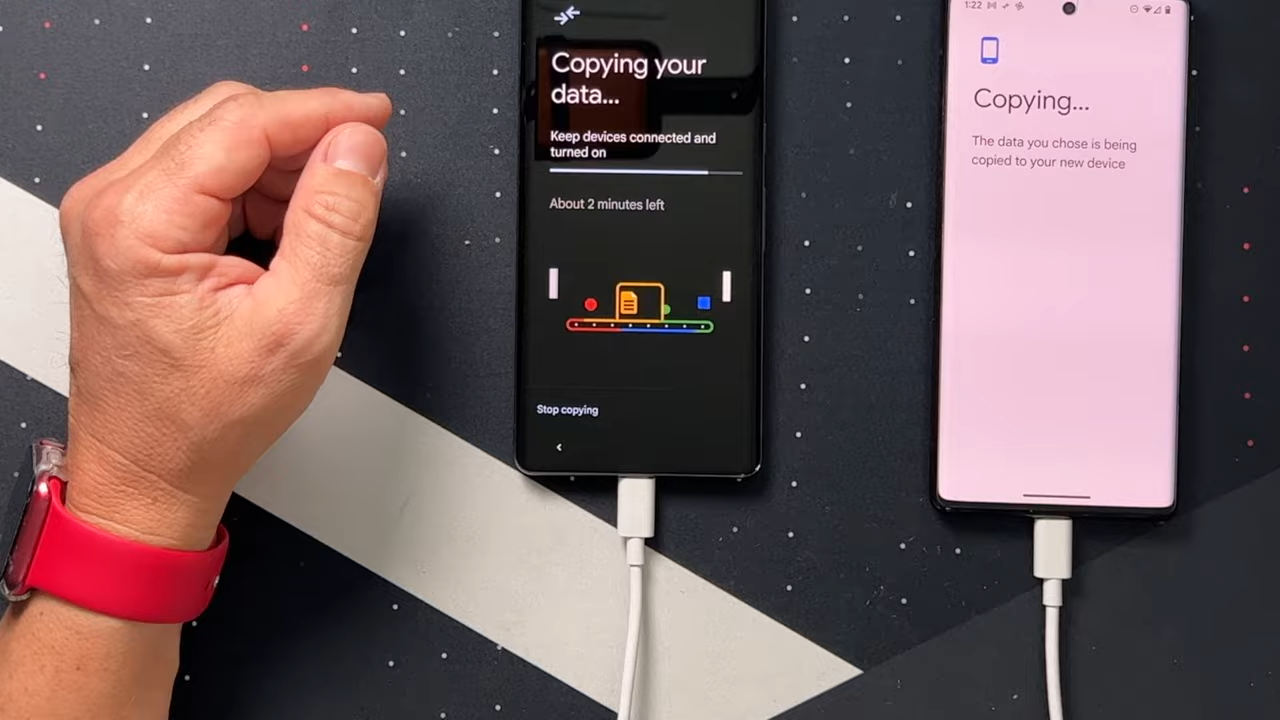 Copying your
data...
Keep devices connected and
turned on
About 2 minutes left
Stop copying
1:22
Copying...
The data you chose is being
copied to your new device